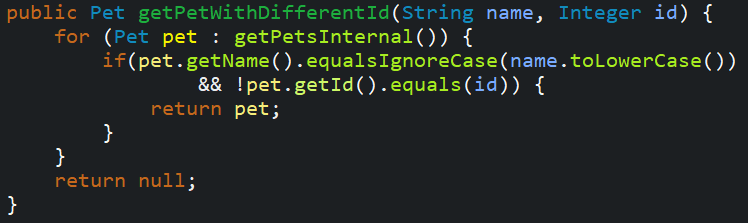 public Pet getPetWithDifferentId(String name, Integer id) {
    for (Pet pet : getPetsInternal()) {
        if(pet.getName().equalsIgnoreCase(name.toLowerCase())
                && !pet.getId().equals(id)) {
            return pet;
        }
    }
    return null;
}